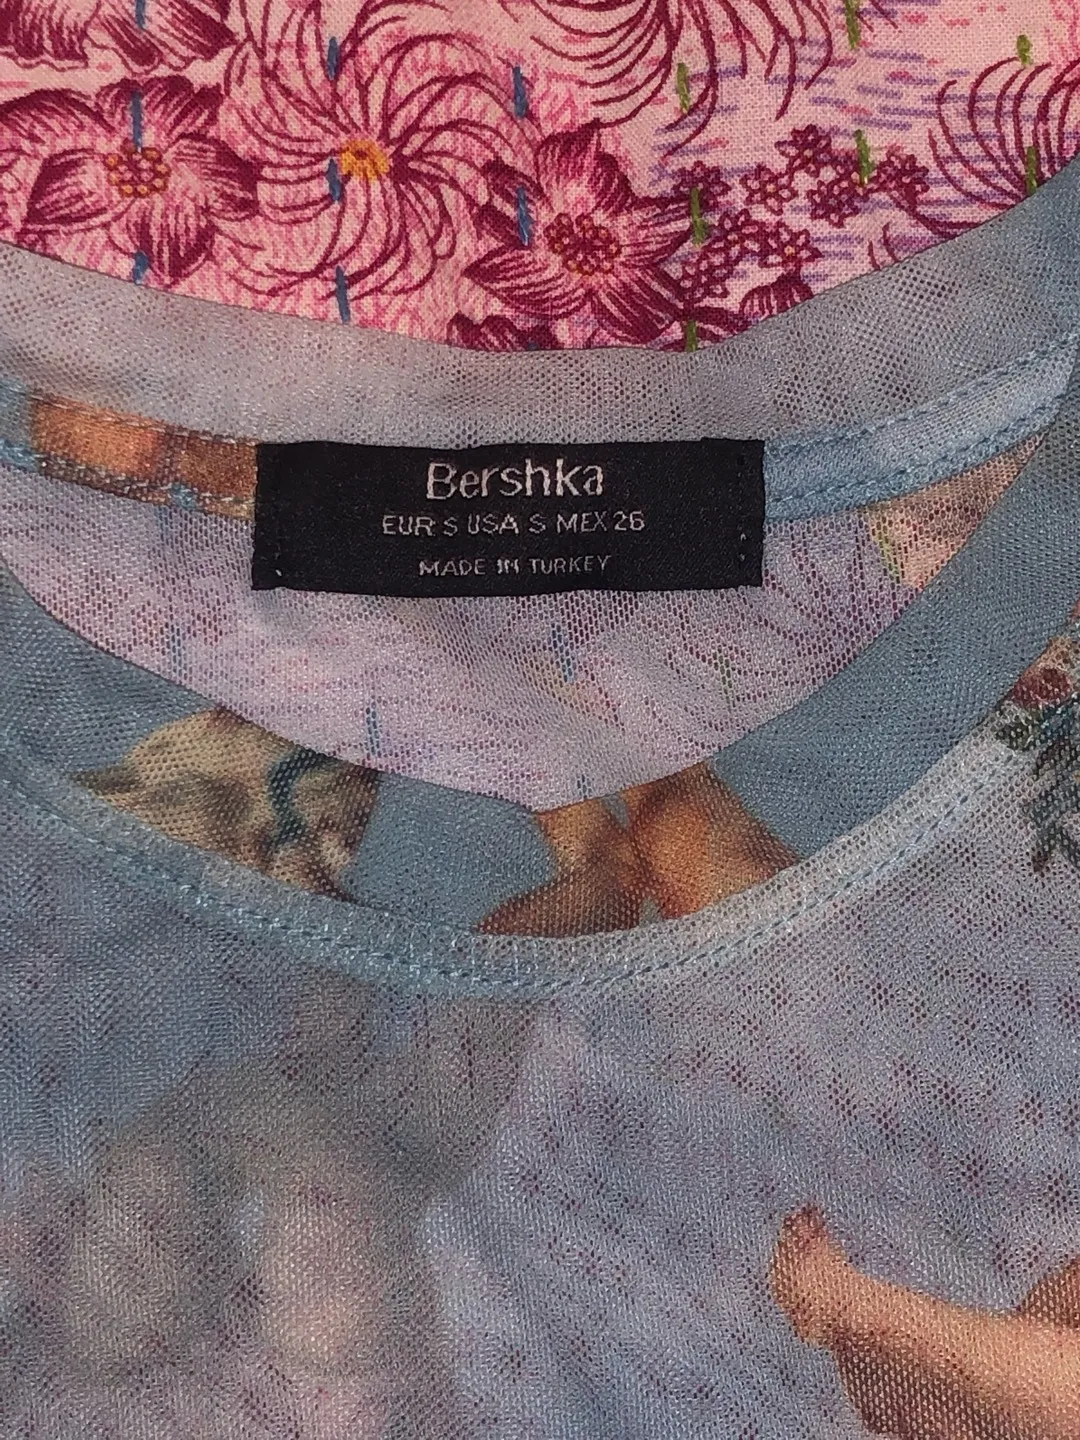 Bershka
EUR S USA S MEX 26
MADE IN TURKEY